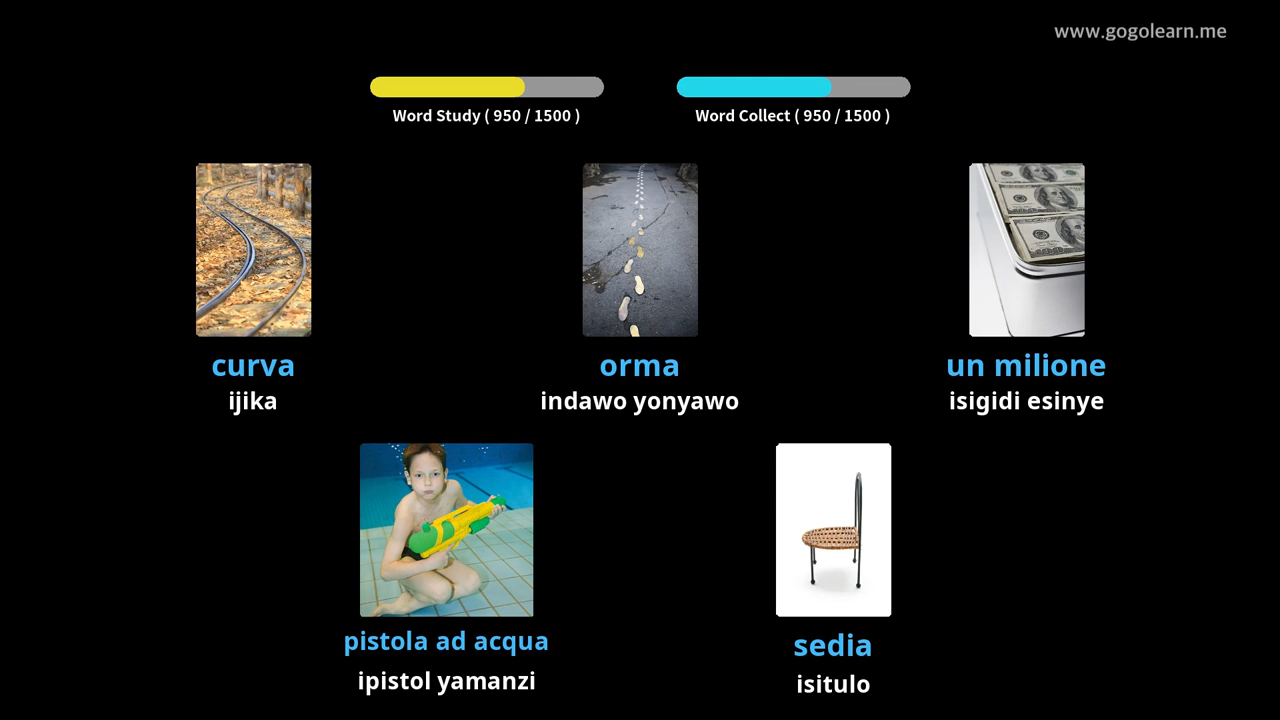 www.gogolearn.me
Word Study ( 950 / 1500 )
Word Collect ( 950 / 1500 )
curva
ijika
orma
indawo yonyawo
un milione
isigidi esinye
pistola ad acqua
ipistol yamanzi
sedia
isitulo